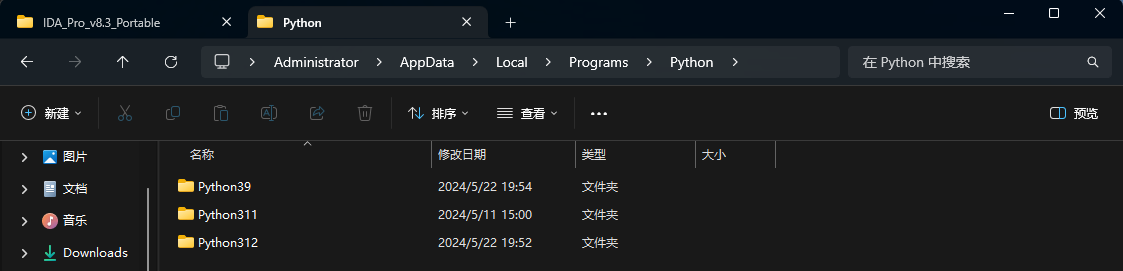 IDA_Pro_v8.3_Portable
Python
Administrator > AppData > Local > Programs > Python >
在 Python 中搜索
新建
排序
查看
预览
名称 修改日期 类型 大小
图片
Python39 2024/5/22 19:54 文件夹
文档
Python311 2024/5/11 15:00 文件夹
音乐
Python312 2024/5/22 19:52 文件夹
Downloads